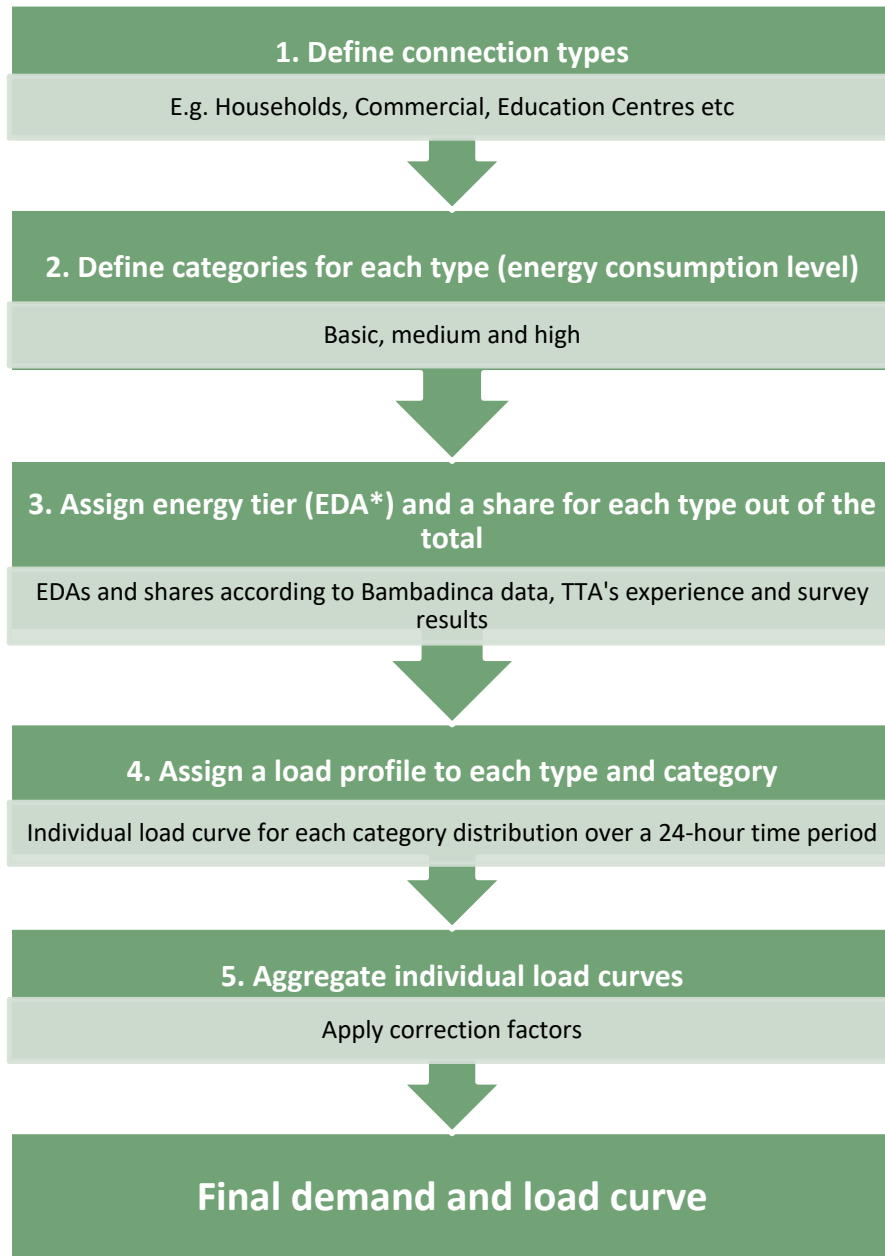 1. Define connection types
E.g. Households, Commercial, Education Centres etc
2. Define categories for each type (energy consumption level)
Basic, medium and high
3. Assign energy tier (EDA*) and a share for each type out of the
total
EDAs and shares according to Bambadinca data, TTA's experience and survey
results
4. Assign a load profile to each type and category
Individual load curve for each category distribution over a 24-hour time period
5. Aggregate individual load curves
Apply correction factors
Final demand and load curve